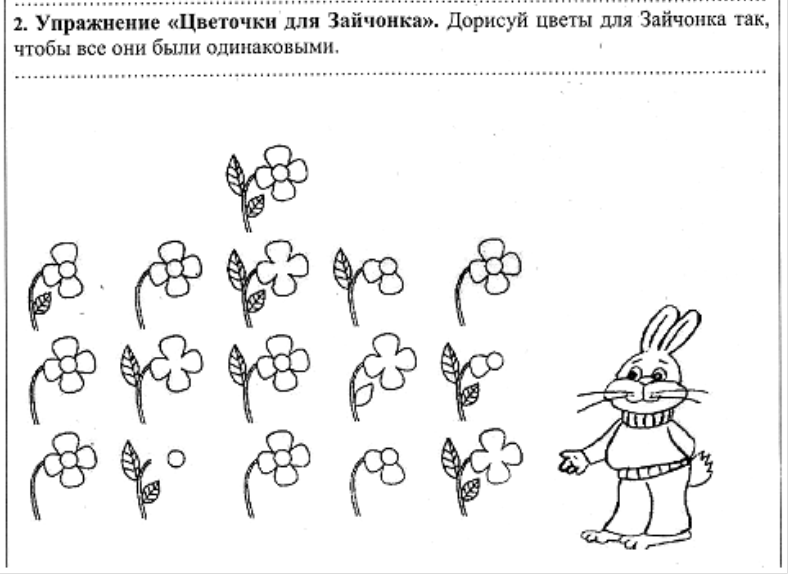 2. Упражнение «Цветочки для Зайчонка». Дорисуй цветы для Зайчонка так,
чтобы все они были одинаковыми.